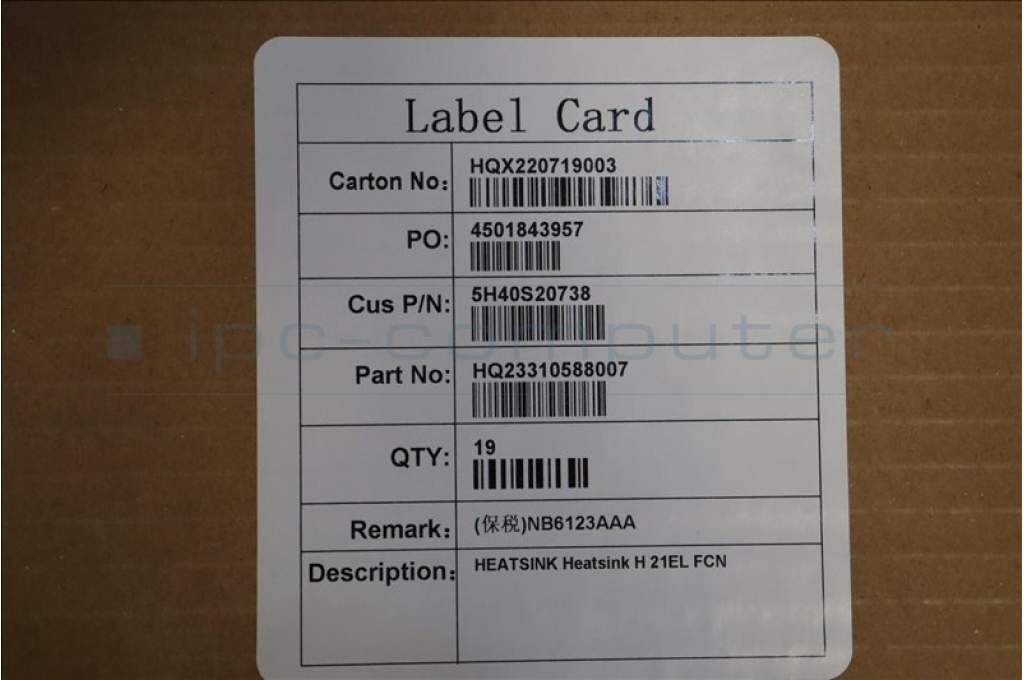 Label Card
Carton No: HQX220719003
PO: 4501843957
Cus P/N: 5H40S20738
ipc-computer
Part No: HQ23310588007
QTY: 19
Remark: (保税)NB6123AAA
Description: HEATSINK Heatsink H 21EL FCN